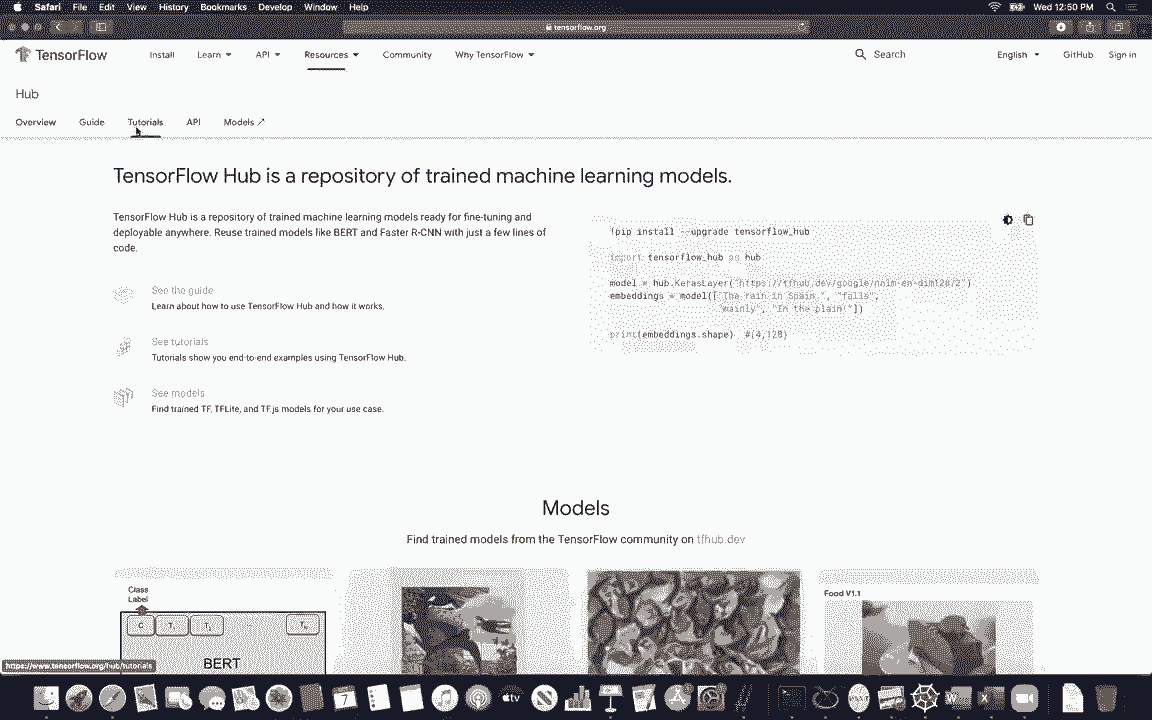 Safari File Edit View History Bookmarks Develop Window Help Wed 12:50 PM
tensorflow.org
TensorFlow Install Learn API Resources Community Why TensorFlow Search English GitHub Sign in
Hub
Overview Guide Tutorials API Models
TensorFlow Hub is a repository of trained machine learning models.
TensorFlow Hub is a repository of trained machine learning models ready for fine-tuning and
deployable anywhere. Reuse trained models like BERT and Faster R-CNN with just a few lines of
code.
See the guide
Learn about how to use TensorFlow Hub and how it works.
See tutorials
Tutorials show you end-to-end examples using TensorFlow Hub.
See models
Find trained TF, TFLite, and TF.js models for your use case.
!pip install --upgrade tensorflow_hub
import tensorflow_hub as hub
model = hub.KerasLayer("https://tfhub.dev/google/nnlm-en-dim128/2")
embeddings = model(["The rain in Spain.", "falls",
"mainly", "In the plain!"])
print(embeddings.shape) #(4,128)
Models
Find trained models from the TensorFlow community on tfhub.dev
Class
Label
C T T
BERT
Food V1.1
https://www.tensorflow.org/hub/tutorials
7
tv
W X